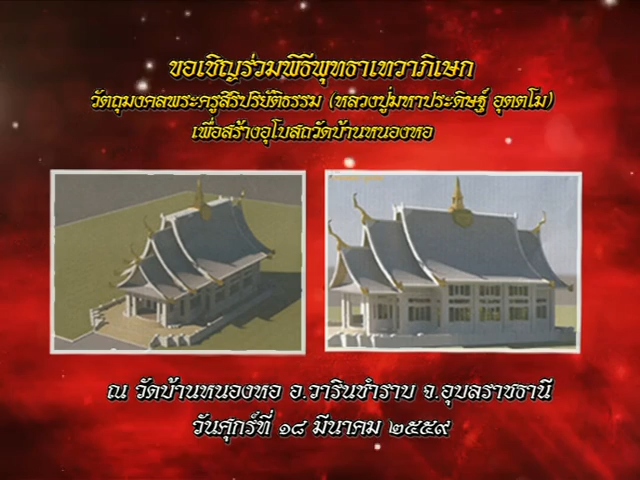 ขอเชิญร่วมพิธีพุทธาเทวาภิเษก
วัตถุมงคลพระครูสิริปริยัติธรรม (หลวงปู่มหาประดิษฐ์ อุตตโม)
เพื่อสร้างอุโบสถวัดบ้านหนองหอ
ณ วัดบ้านหนองหอ อ.วารินชำราบ จ.อุบลราชธานี
วันศุกร์ที่ ๑๘ มีนาคม ๒๕๕๙